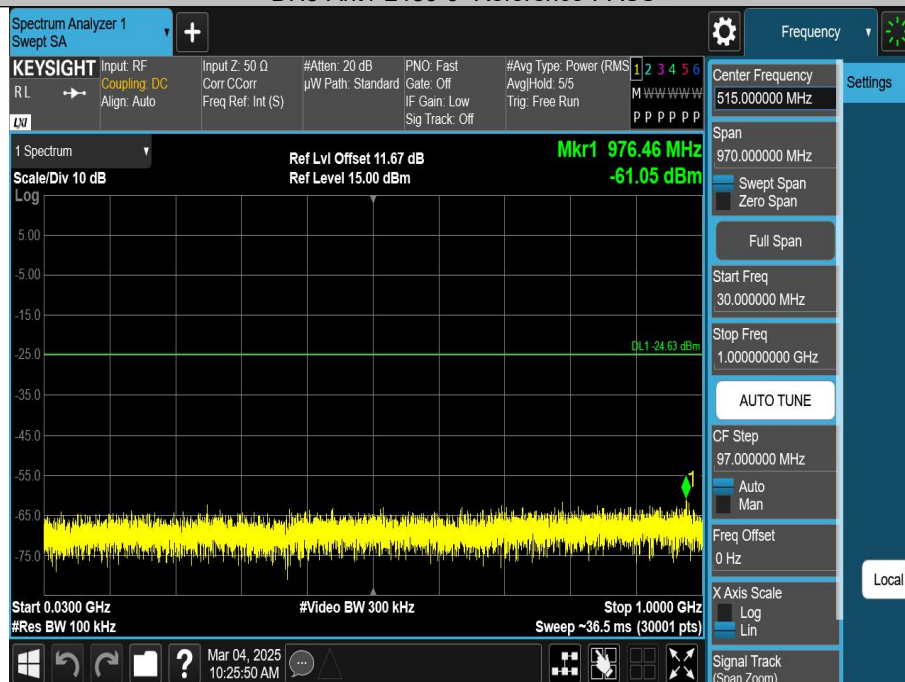 Spectrum Analyzer 1
Swept SA
Frequency
KEYSIGHT
RL
LXI
Input: RF
Coupling: DC
Align: Auto
Input Z: 50 Ω
Corr CCorr
Freq Ref: Int (S)
#Atten: 20 dB
µW Path: Standard
PNO: Fast
Gate: Off
IF Gain: Low
Sig Track: Off
#Avg Type: Power (RMS
Avg|Hold: 5/5
Trig: Free Run
1 2 3 4 5 6
M W W W W W
P P P P P P
1 Spectrum
Scale/Div 10 dB
Log
Ref Lvl Offset 11.67 dB
Ref Level 15.00 dBm
Mkr1 976.46 MHz
-61.05 dBm
5.00
-5.00
-15.0
-25.0
DL1 -24.63 dBm
-35.0
-45.0
-55.0
1
-65.0
-75.0
Start 0.0300 GHz
#Video BW 300 kHz
Stop 1.0000 GHz
#Res BW 100 kHz
Sweep ~36.5 ms (30001 pts)
Mar 04, 2025
10:25:50 AM
Center Frequency
515.000000 MHz
Settings
Span
970.000000 MHz
Swept Span
Zero Span
Full Span
Start Freq
30.000000 MHz
Stop Freq
1.000000000 GHz
AUTO TUNE
CF Step
97.000000 MHz
Auto
Man
Freq Offset
0 Hz
X Axis Scale
Log
Lin
Local
Signal Track
(Span Zoom)